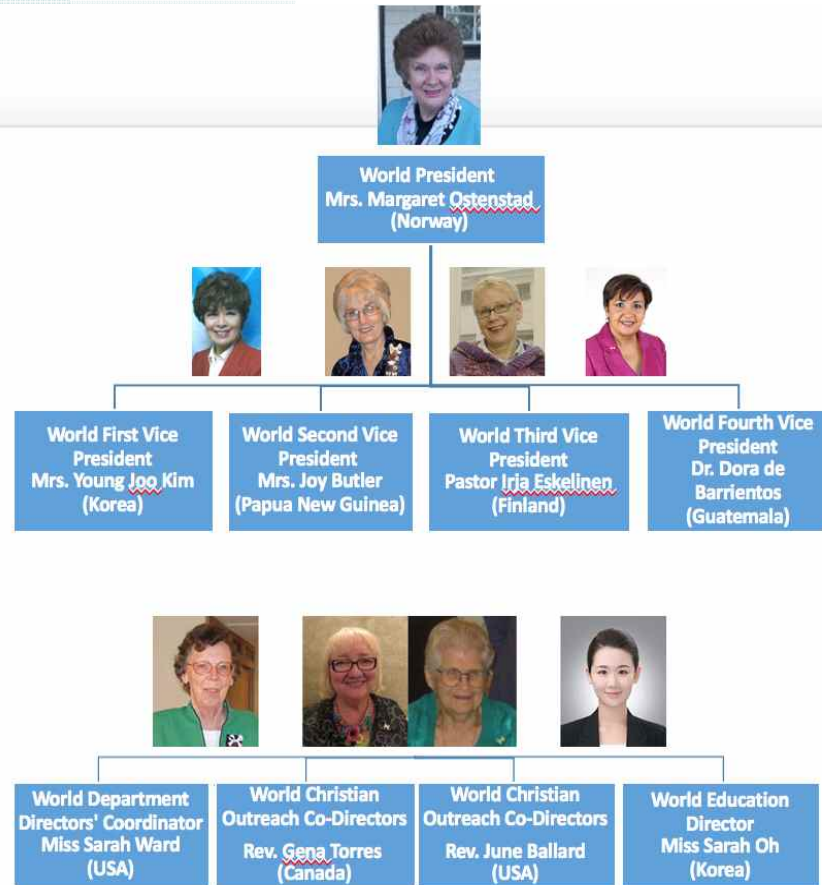 World President
Mrs. Margaret Ostenstad
(Norway)
World First Vice
President
Mrs. Young Joo Kim
(Korea)
World Second Vice
President
Mrs. Joy Butler
(Papua New Guinea)
World Third Vice
President
Pastor Irja Eskelinen
(Finland)
World Fourth Vice
President
Dr. Dora de
Barrientos
(Guatemala)
World Department
Directors' Coordinator
Miss Sarah Ward
(USA)
World Christian
Outreach Co-Directors
Rev. Gena Torres
(Canada)
World Christian
Outreach Co-Directors
Rev. June Ballard
(USA)
World Education
Director
Miss Sarah Oh
(Korea)